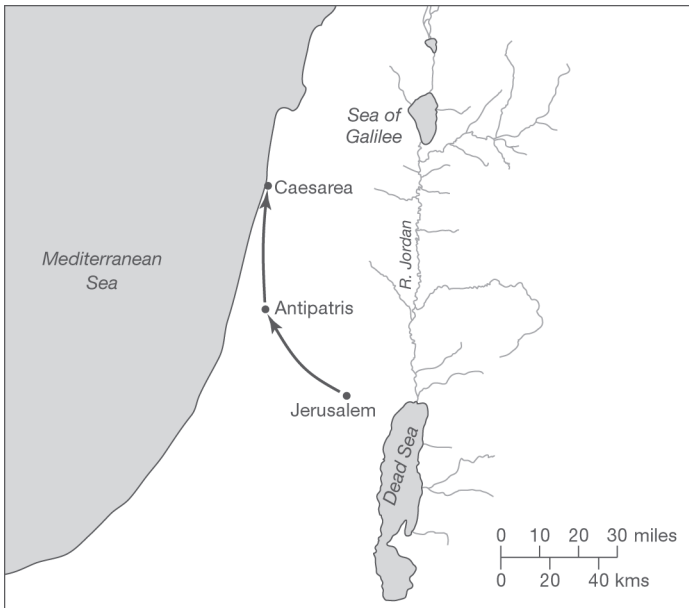 Sea of
Galilee
Caesarea
Mediterranean
Sea
R. Jordan
Antipatris
Jerusalem
Dead Sea
0 10 20 30 miles
0 20 40 kms